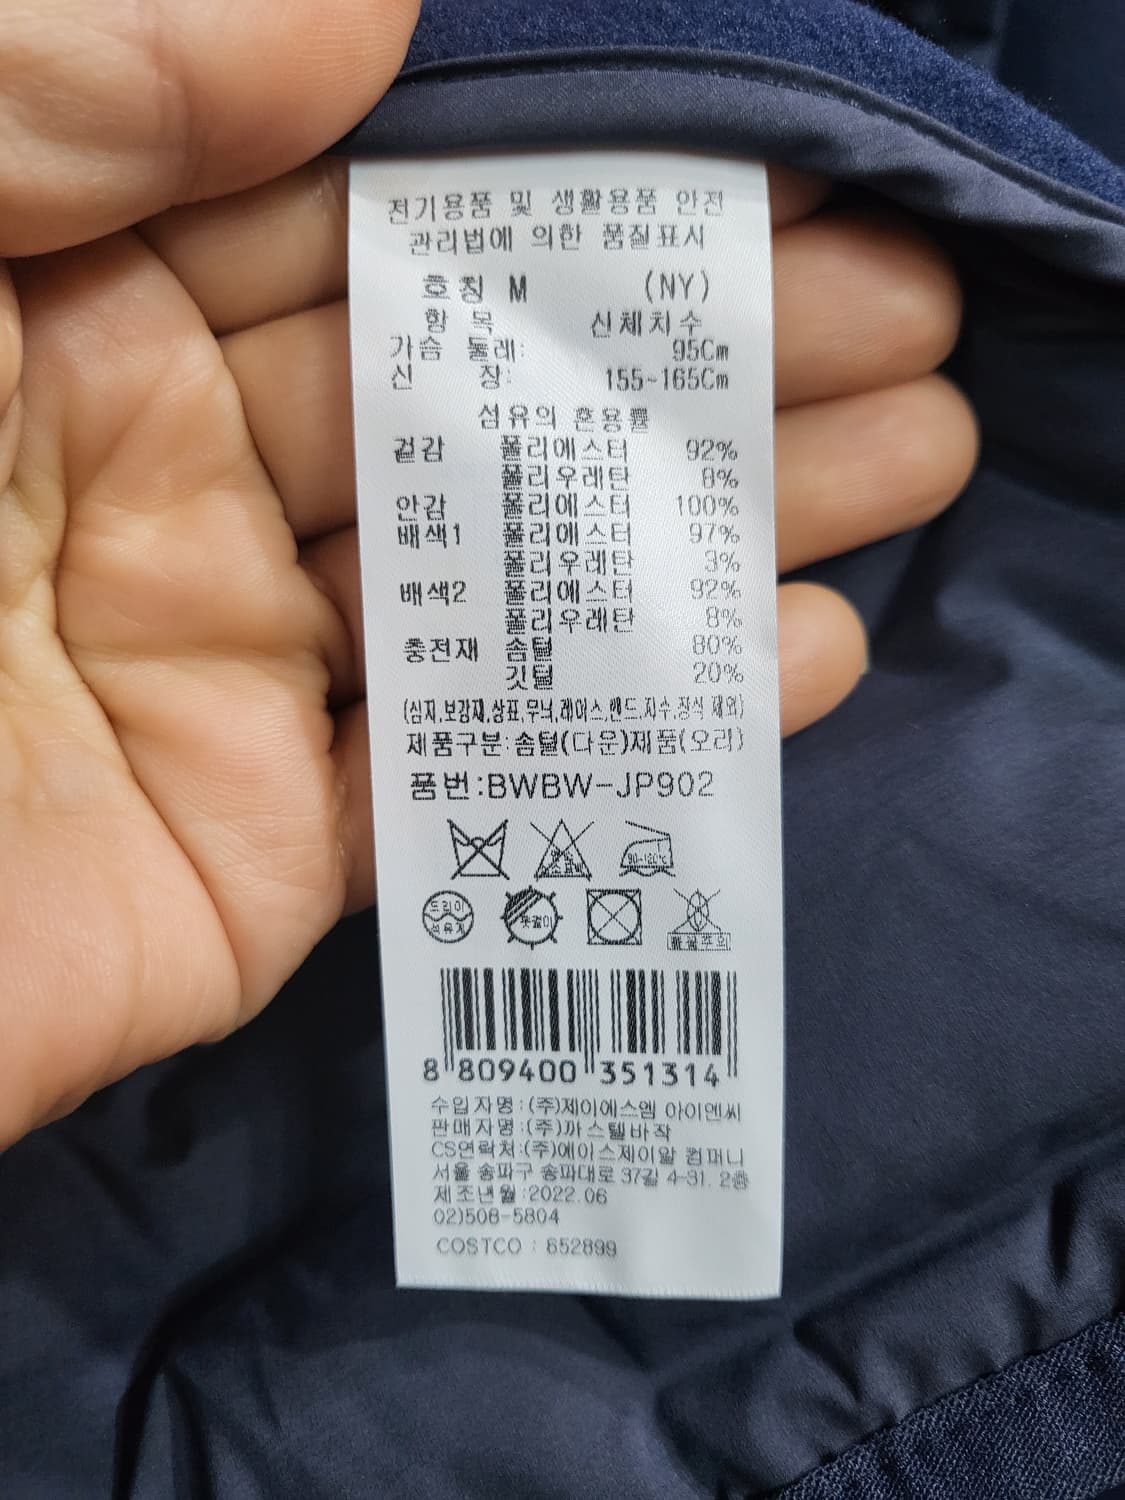 전기용품 및 생활용품 안전
관리법에 의한 품질표시
호칭 M (NY)
항 목 신체치수
가슴 둘레: 95Cm
신 장: 155~165Cm
섬유의 혼용률
겉감 폴리에스터 92%
폴리우레탄 8%
안감 폴리에스터 100%
배색1 폴리에스터 97%
폴리우레탄 3%
배색2 폴리에스터 92%
폴리우레탄 8%
충전재 솜털 80%
깃털 20%
(심지,보강재,상표,무늬,레이스,밴드,자수,장식 제외)
제품구분:솜털(다운)제품(오리)
품번:BWBW-JP902
90~120℃
드라이
석유계
옷걸이
8 809400 351314
수입자명:(주)제이에스엠 아이엔씨
판매자명:(주)까스텔바작
CS연락처:(주)에이스제이알 컴퍼니
서울 송파구 송파대로 37길 4-31. 2층
제조년월:2022.06
02)508-5804
COSTCO : 652899